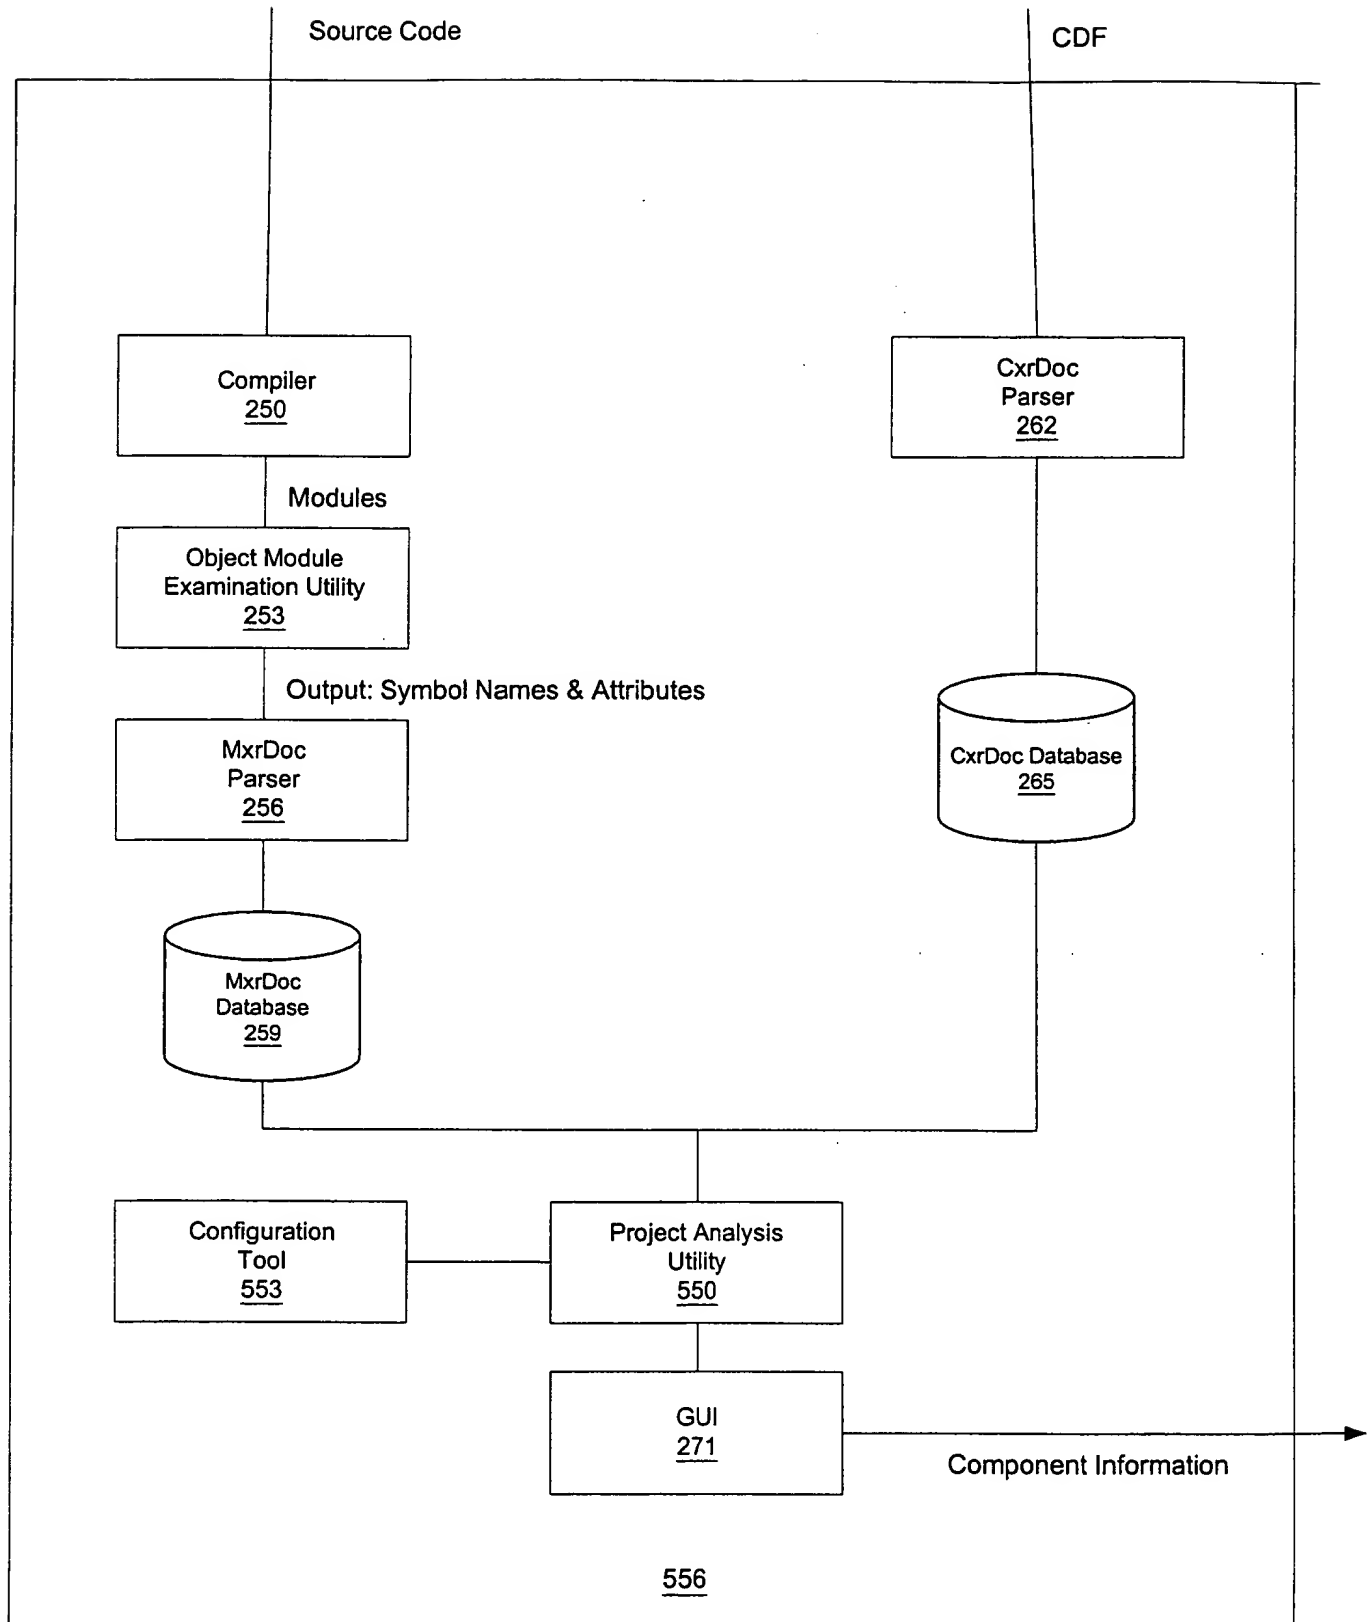 Source Code
CDF
Compiler
250
CxrDoc
Parser
262
Modules
Object Module
Examination Utility
253
Output: Symbol Names & Attributes
MxrDoc
Parser
256
CxrDoc Database
265
MxrDoc
Database
259
Configuration
Tool
553
Project Analysis
Utility
550
GUI
271
Component Information
556